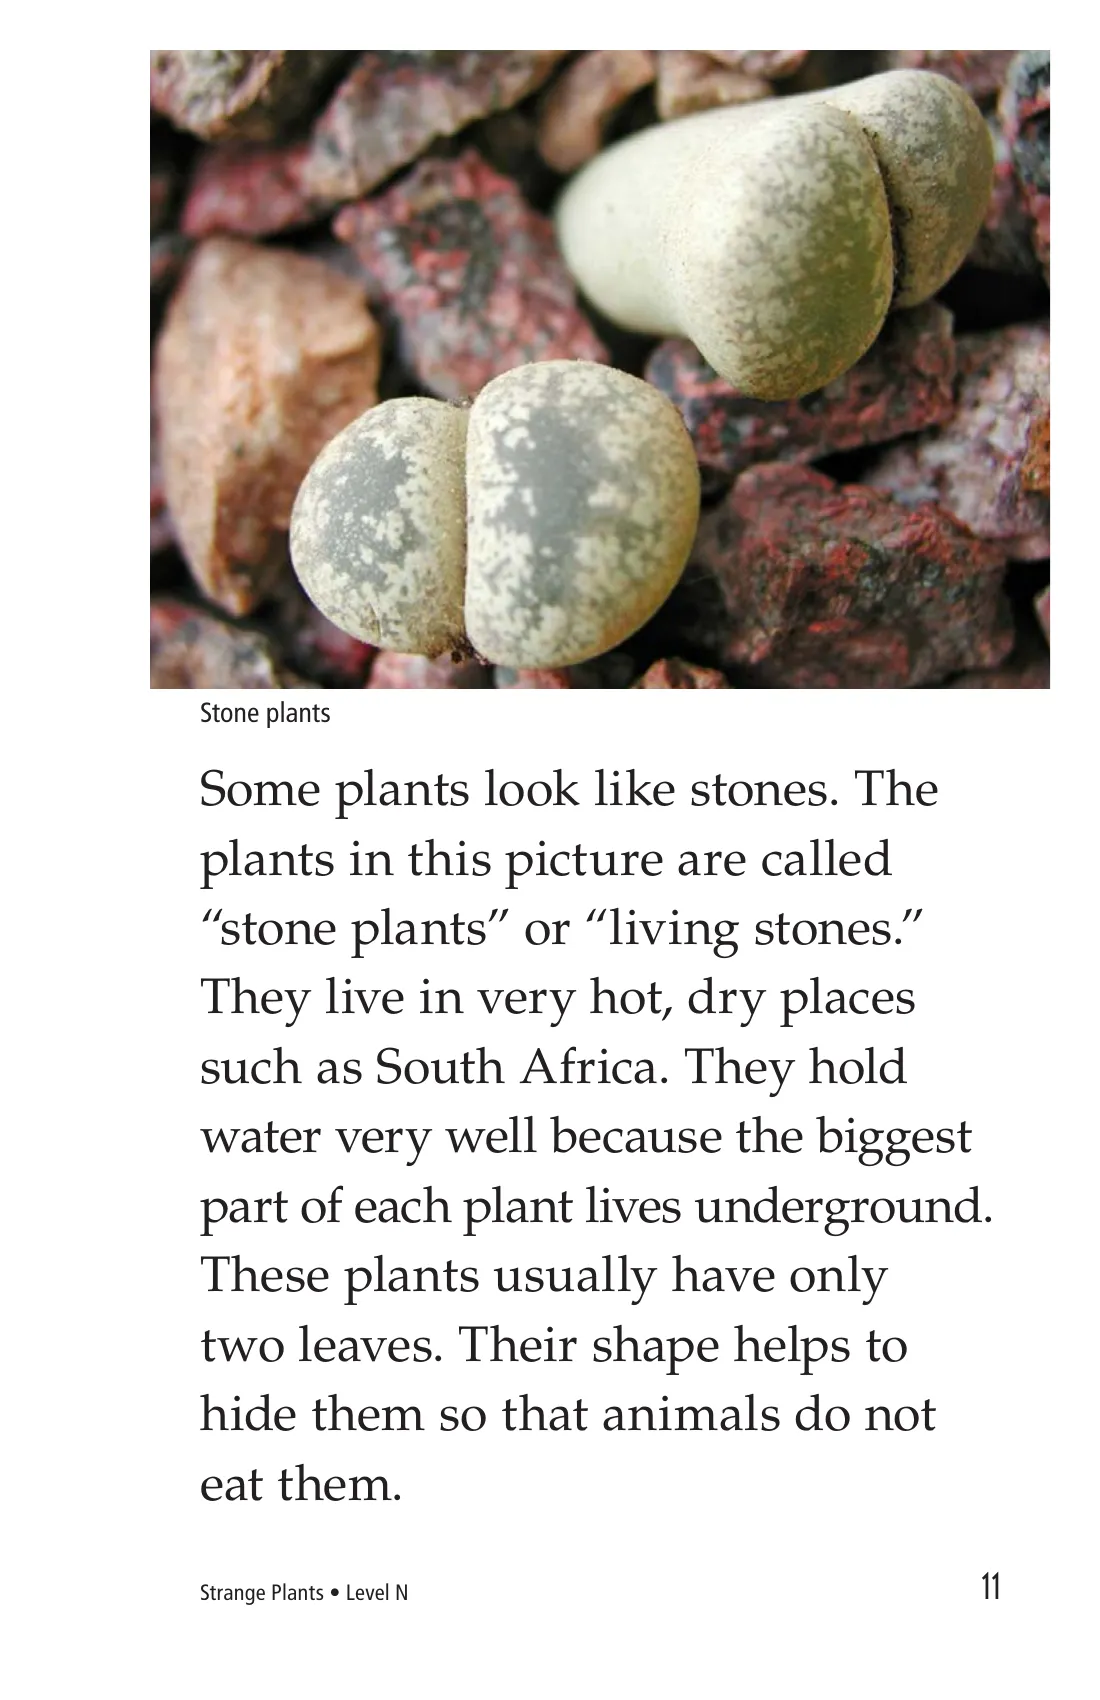 Stone plants
Some plants look like stones. The
plants in this picture are called
“stone plants” or “living stones.”
They live in very hot, dry places
such as South Africa. They hold
water very well because the biggest
part of each plant lives underground.
These plants usually have only
two leaves. Their shape helps to
hide them so that animals do not
eat them.
Strange Plants • Level N
11